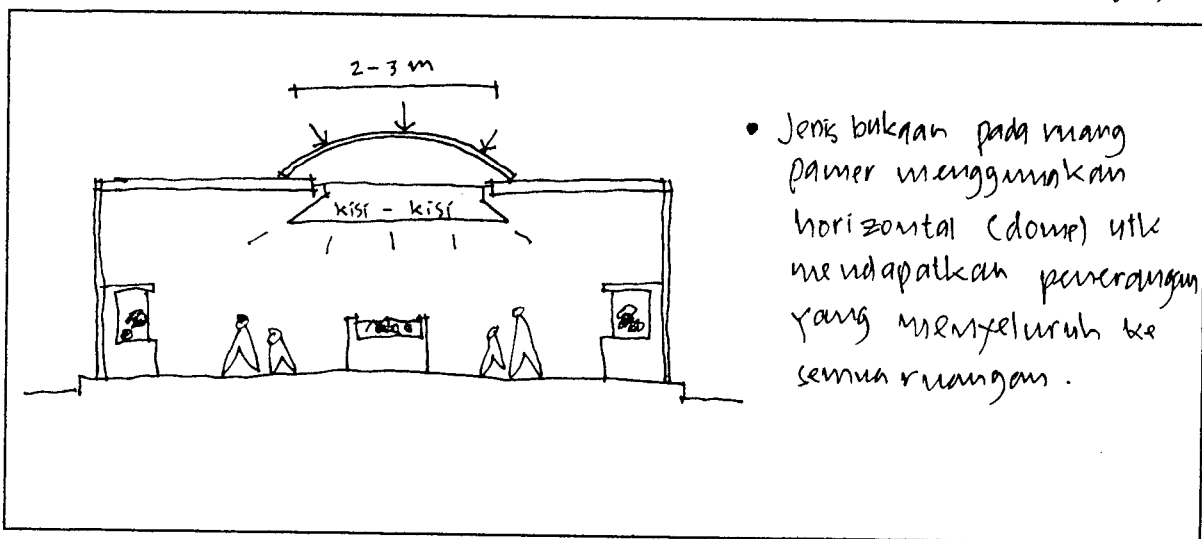 2-3 m
kisi - kisi
• Jenis bukaan pada ruang
pamer menggunakan
horizontal (dome) utk
mendapatkan penerangan
yang menyeluruh ke
semua ruangan.